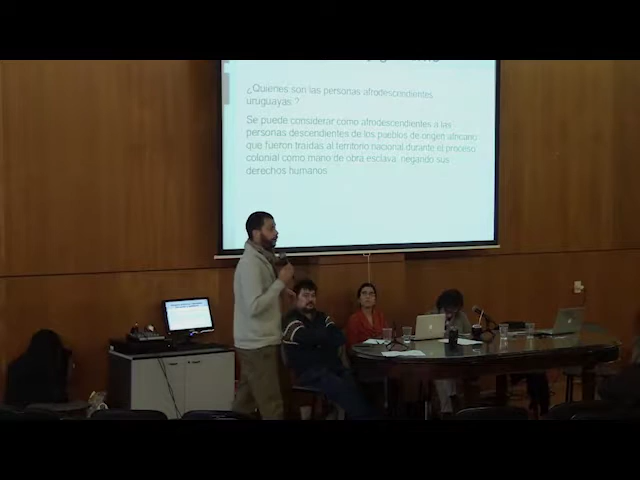 ¿Quienes son las personas afrodescendientes
uruguayas ?
Se puede considerar como afrodescendientes a las
personas descendientes de los pueblos de origen africano
que fueron traídas al territorio nacional durante el proceso
colonial como mano de obra esclava, negando sus
derechos humanos.